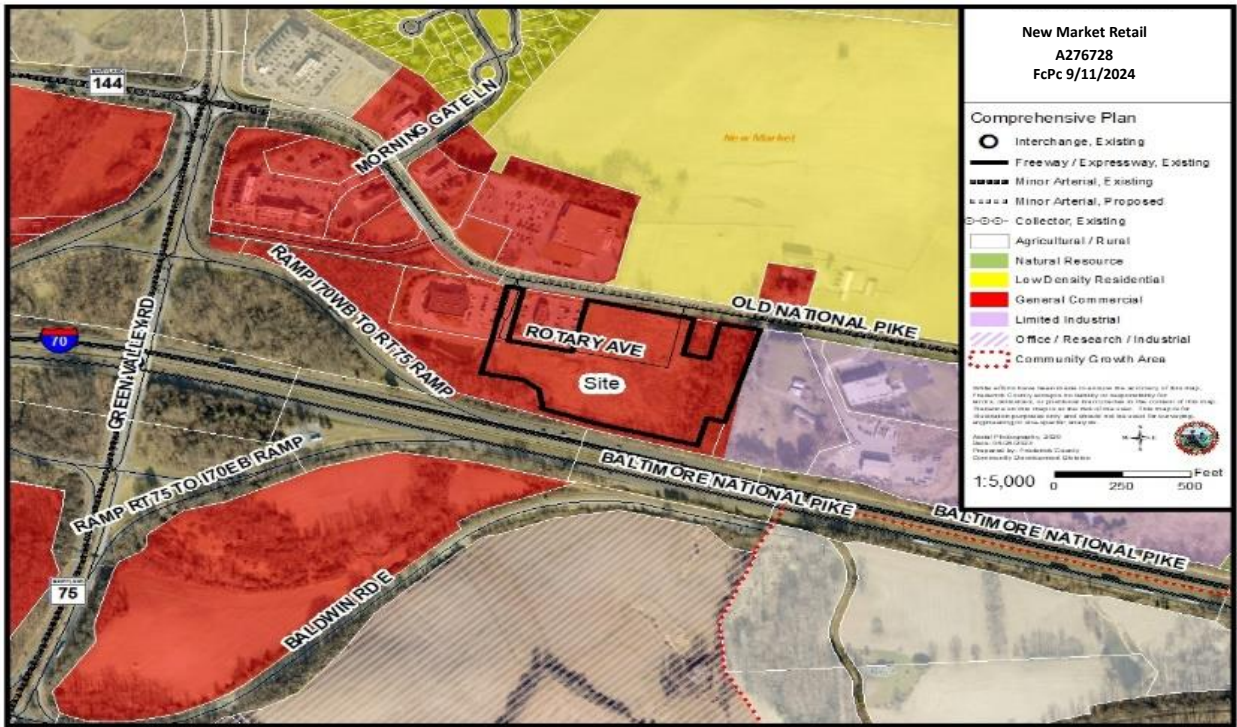 New Market Retail
A276728
FcPc 9/11/2024
Comprehensive Plan
Interchange, Existing
Freeway / Expressway, Existing
Minor Arterial, Existing
Minor Arterial, Proposed
Collector, Existing
Agricultural / Rural
Natural Resource
Low Density Residential
General Commercial
Limited Industrial
Office / Research / Industrial
Community Growth Area
1:5,000
0 250 500
Feet
MARYLAND
144
MORNING GATE LN
New Market
RAMP I70WB TO RT75 RAMP
OLD NATIONAL PIKE
ROTARY AVE
Site
70
GREEN VALLEY RD
RAMP RT75 TO I70EB RAMP
BALTIMORE NATIONAL PIKE
BALTIMORE NATIONAL PIKE
MARYLAND
75
BALDWIN RD E